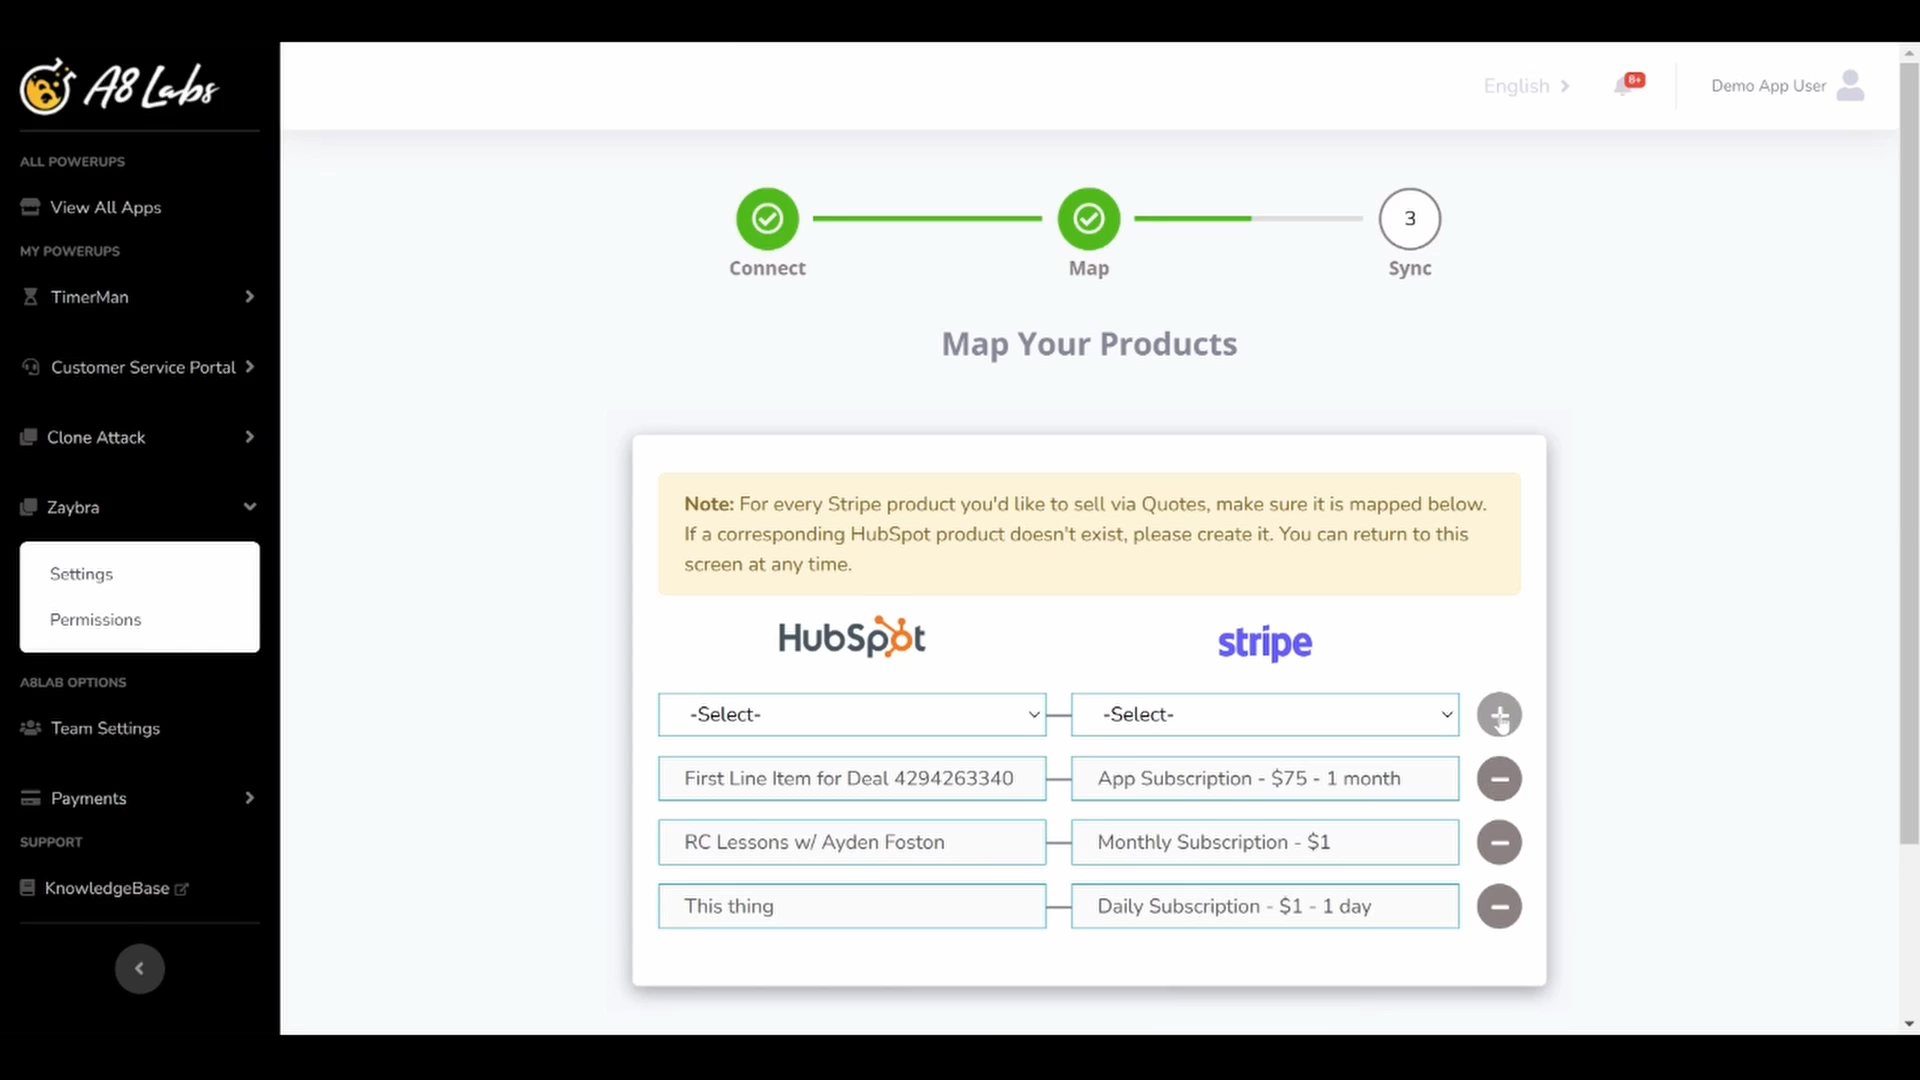 A8 Labs
English
8+
Demo App User
ALL POWERUPS
View All Apps
MY POWERUPS
TimerMan
Customer Service Portal
Clone Attack
Zaybra
Settings
Permissions
A8LAB OPTIONS
Team Settings
Payments
SUPPORT
KnowledgeBase
3
Connect
Map
Sync
Map Your Products
Note: For every Stripe product you'd like to sell via Quotes, make sure it is mapped below.
If a corresponding HubSpot product doesn't exist, please create it. You can return to this
screen at any time.
HubSpot
stripe
-Select-
-Select-
First Line Item for Deal 4294263340
App Subscription - $75 - 1 month
RC Lessons w/ Ayden Foston
Monthly Subscription - $1
This thing
Daily Subscription - $1 - 1 day